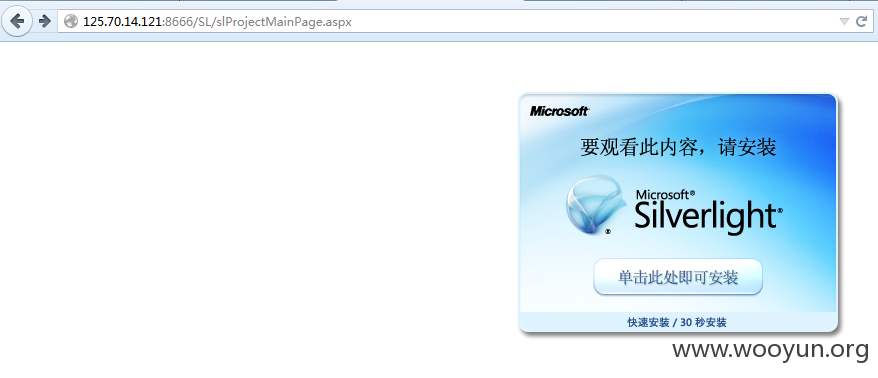 125.70.14.121:8666/SL/slProjectMainPage.aspx
Microsoft®
要观看此内容，请安装
Microsoft®
Silverlight®
®
单击此处即可安装
快速安装 / 30 秒安装
www.wooyun.org